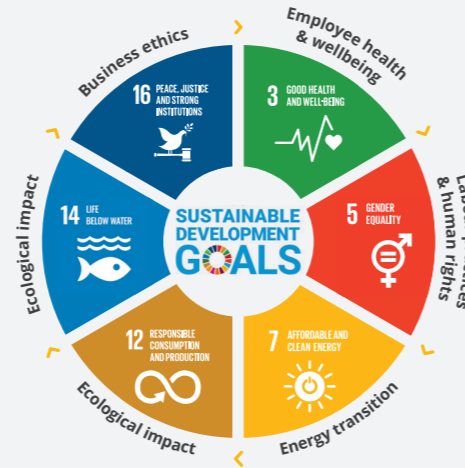 Business ethics
Employee health
& wellbeing
& human rights
Energy transition
Ecological impact
Ecological impact
16 PEACE, JUSTICE
AND STRONG
INSTITUTIONS
3 GOOD HEALTH
AND WELL-BEING
5 GENDER
EQUALITY
7 AFFORDABLE AND
CLEAN ENERGY
12 RESPONSIBLE
CONSUMPTION
AND PRODUCTION
14 LIFE
BELOW WATER
SUSTAINABLE
DEVELOPMENT
GOALS